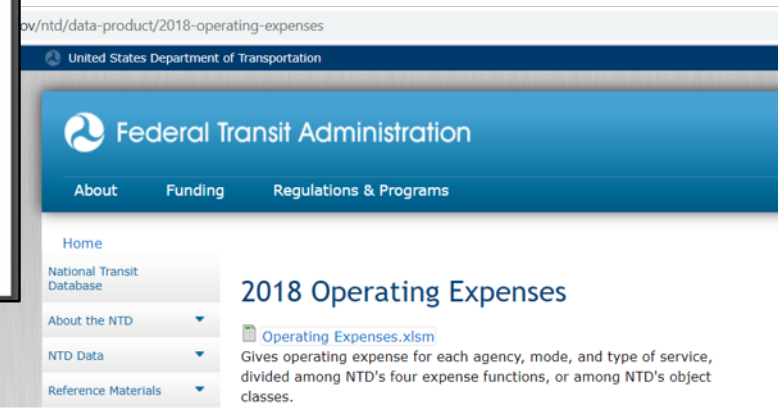 ov/ntd/data-product/2018-operating-expenses
United States Department of Transportation
Federal Transit Administration
About Funding Regulations & Programs
Home
National Transit
Database
About the NTD
NTD Data
Reference Materials
2018 Operating Expenses
Operating Expenses.xlsm
Gives operating expense for each agency, mode, and type of service,
divided among NTD's four expense functions, or among NTD's object
classes.